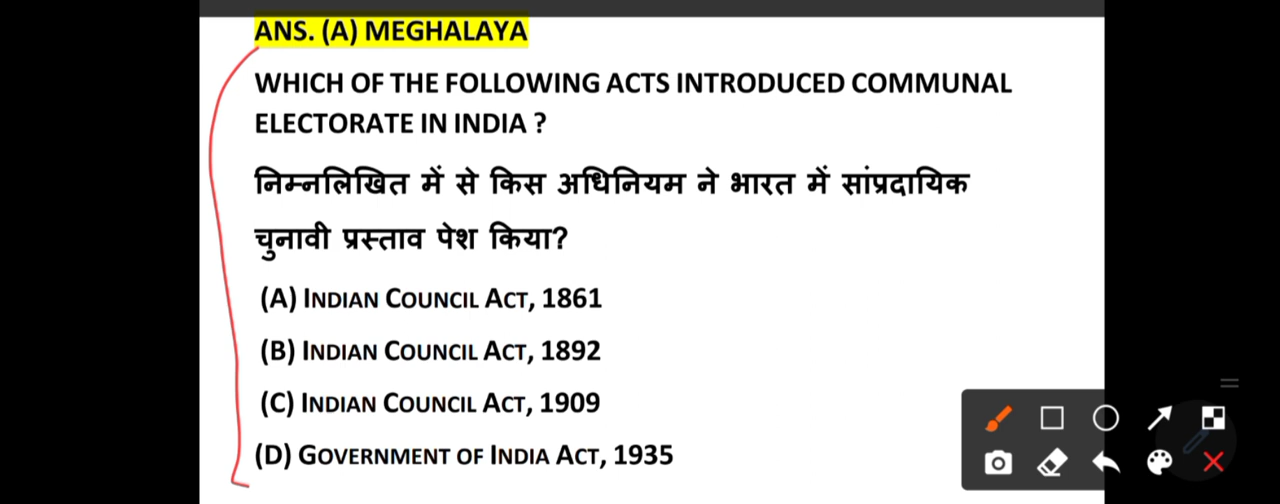 ANS. (A) MEGHALAYA
WHICH OF THE FOLLOWING ACTS INTRODUCED COMMUNAL
ELECTORATE IN INDIA ?
निम्नलिखित में से किस अधिनियम ने भारत में सांप्रदायिक
चुनावी प्रस्ताव पेश किया?
(A) INDIAN COUNCIL ACT, 1861
(B) INDIAN COUNCIL ACT, 1892
(C) INDIAN COUNCIL ACT, 1909
(D) GOVERNMENT OF INDIA ACT, 1935